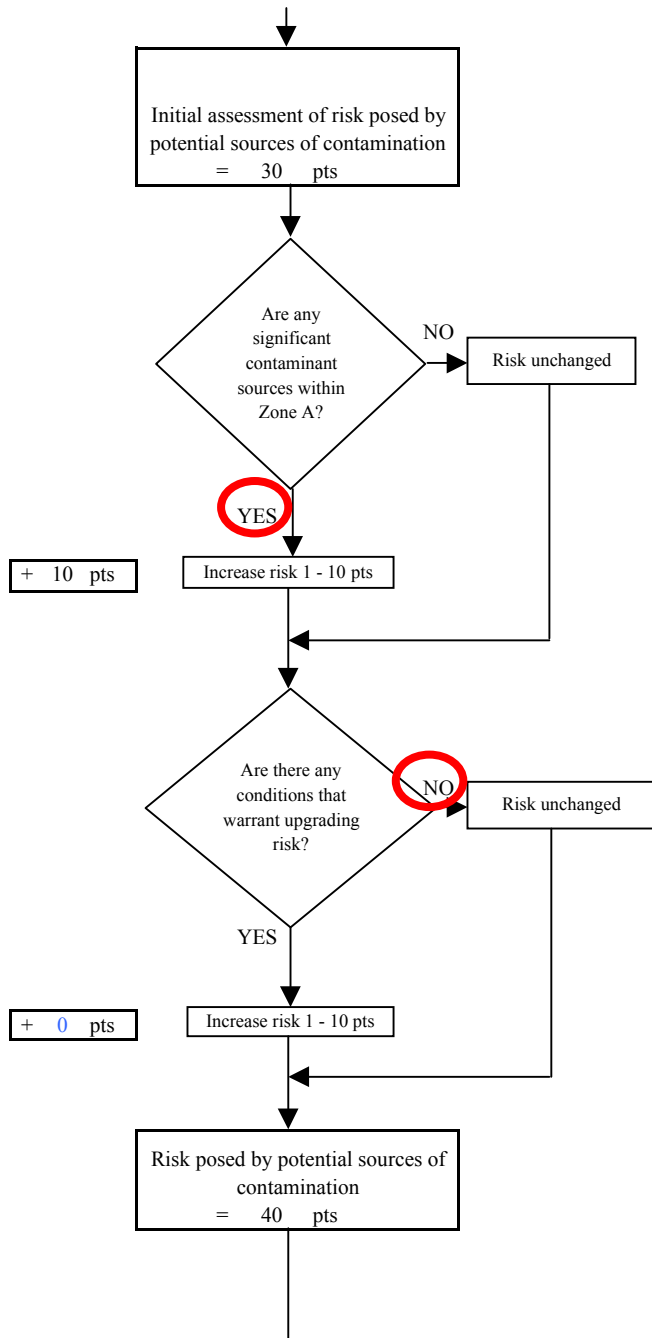 Initial assessment of risk posed by
potential sources of contamination
= 30 pts
Are any
significant
contaminant
sources within
Zone A?
NO
Risk unchanged
YES
+ 10 pts
Increase risk 1 - 10 pts
Are there any
conditions that
warrant upgrading
risk?
NO
Risk unchanged
YES
+ 0 pts
Increase risk 1 - 10 pts
Risk posed by potential sources of
contamination
= 40 pts